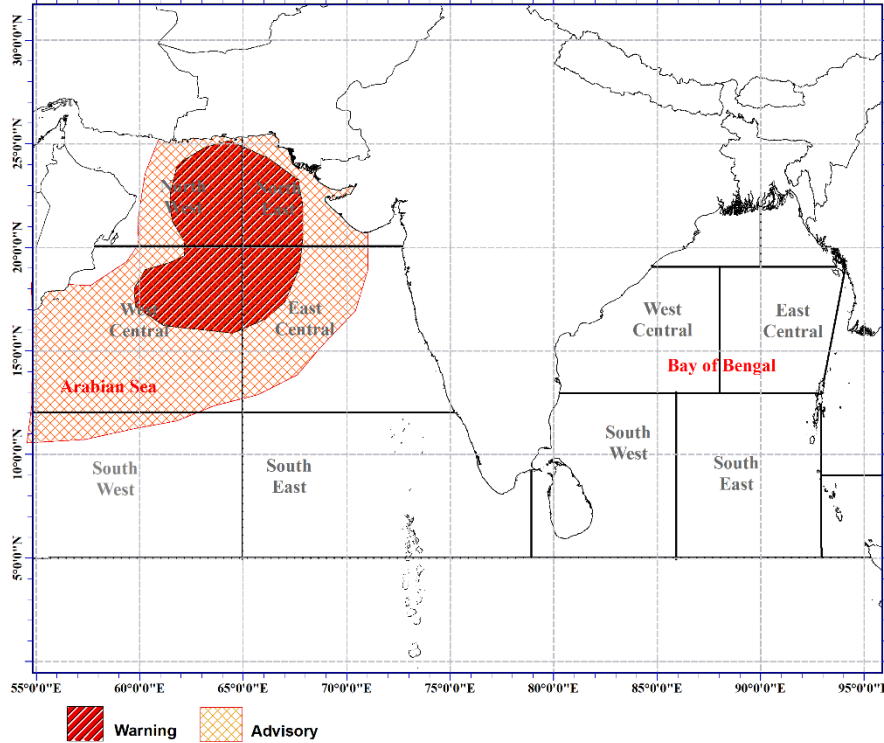 30°0'0"N
25°0'0"N
20°0'0"N
15°0'0"N
10°0'0"N
5°0'0"N
North
West
North
East
West
Central
East
Central
West
Central
East
Central
Bay of Bengal
Arabian Sea
South
West
South
East
South
West
South
East
55°0'0"E
60°0'0"E
65°0'0"E
70°0'0"E
75°0'0"E
80°0'0"E
85°0'0"E
90°0'0"E
95°0'0"E
Warning
Advisory